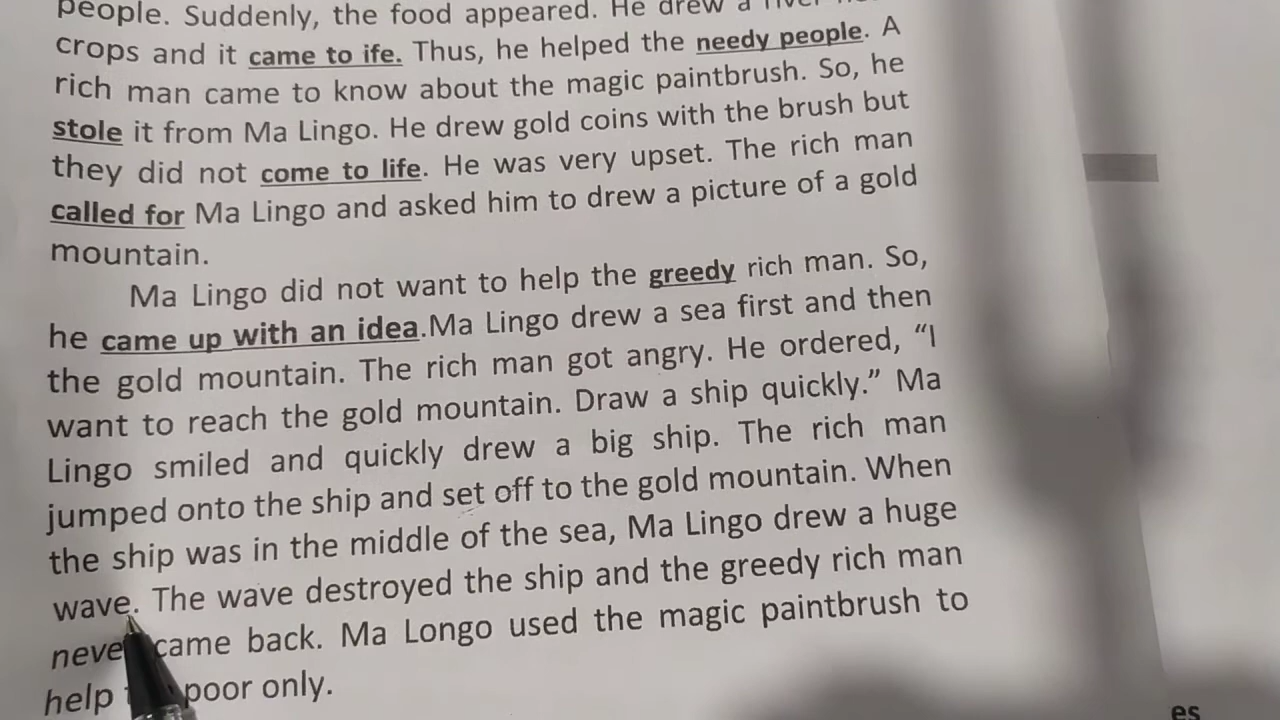 people. Suddenly, the food appeared. He drew a river
crops and it came to ife. Thus, he helped the needy people. A
rich man came to know about the magic paintbrush. So, he
stole it from Ma Lingo. He drew gold coins with the brush but
they did not come to life. He was very upset. The rich man
called for Ma Lingo and asked him to drew a picture of a gold
mountain.
Ma Lingo did not want to help the greedy rich man. So,
he came up with an idea.Ma Lingo drew a sea first and then
the gold mountain. The rich man got angry. He ordered, “I
want to reach the gold mountain. Draw a ship quickly.” Ma
Lingo smiled and quickly drew a big ship. The rich man
jumped onto the ship and set off to the gold mountain. When
the ship was in the middle of the sea, Ma Lingo drew a huge
wave. The wave destroyed the ship and the greedy rich man
neve came back. Ma Longo used the magic paintbrush to
help poor only.
es